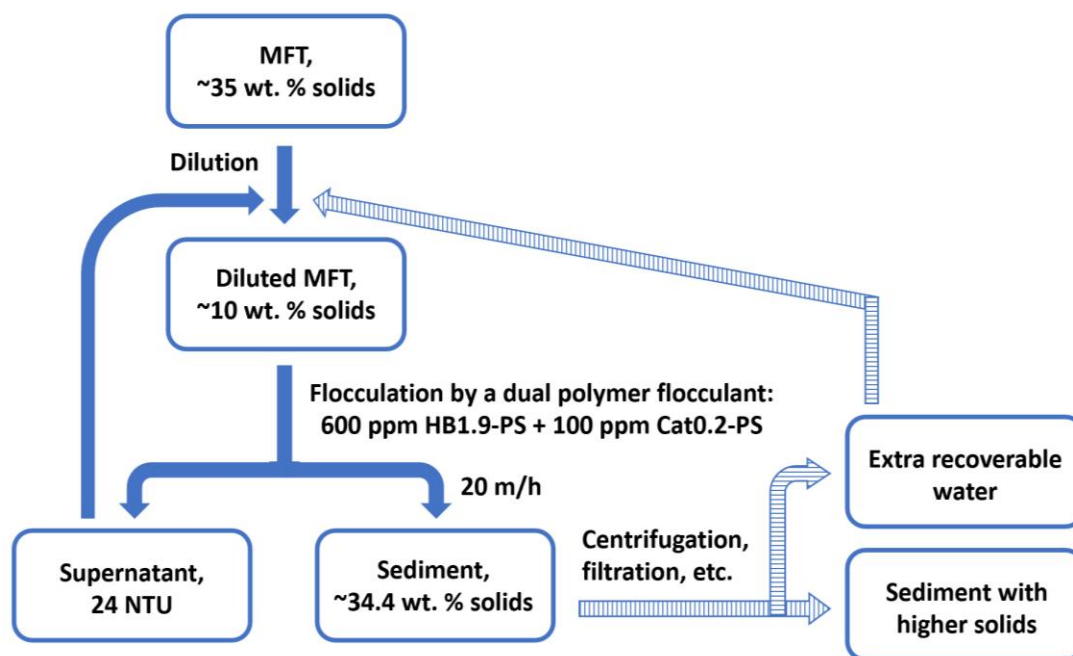 MFT,
~35 wt. % solids
Dilution
Diluted MFT,
~10 wt. % solids
Flocculation by a dual polymer flocculant:
600 ppm HB1.9-PS + 100 ppm Cat0.2-PS
20 m/h
Supernatant,
24 NTU
Sediment,
~34.4 wt. % solids
Centrifugation,
filtration, etc.
Extra recoverable
water
Sediment with
higher solids